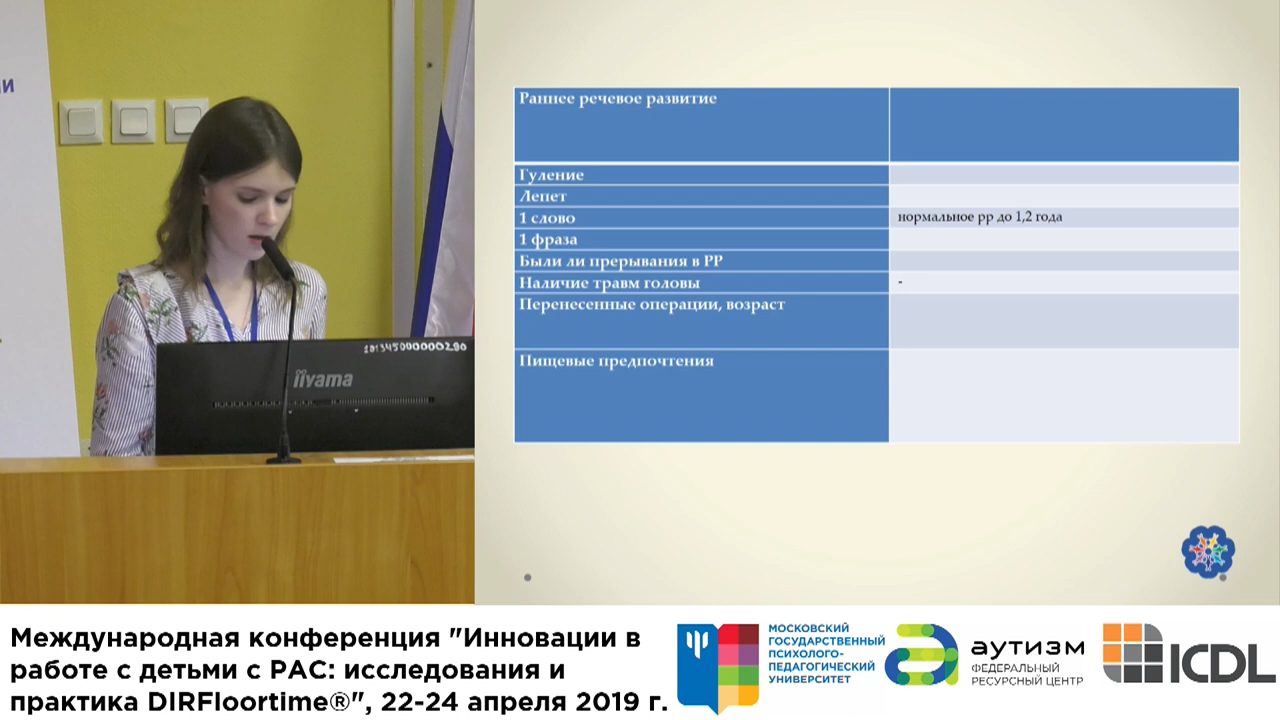 И
1013450000290
iiyama
Раннее речевое развитие
Гуление
Лепет
1 слово
нормальное рр до 1,2 года
1 фраза
Были ли прерывания в РР
Наличие травм головы
-
Перенесенные операции, возраст
Пищевые предпочтения
Международная конференция "Инновации в
работе с детьми с РАС: исследования и
практика DIRFloortime®", 22-24 апреля 2019 г.
МОСКОВСКИЙ
ГОСУДАРСТВЕННЫЙ
ПСИХОЛОГО-
ПЕДАГОГИЧЕСКИЙ
УНИВЕРСИТЕТ
аутизм
ФЕДЕРАЛЬНЫЙ
РЕСУРСНЫЙ ЦЕНТР
ICDL